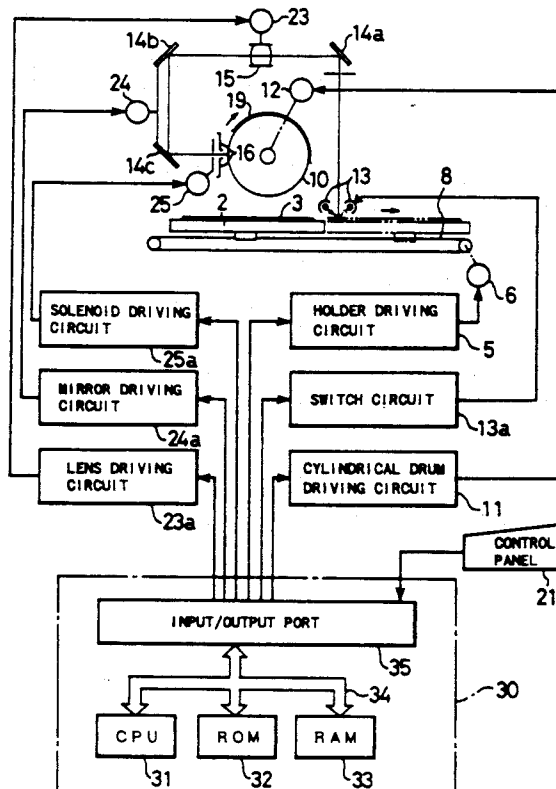 23
14b
14a
15
12
24
19
14c
16
13
25
10
8
2
3
6
SOLENOID DRIVING
CIRCUIT
25a
HOLDER DRIVING
CIRCUIT
5
MIRROR DRIVING
CIRCUIT
24a
SWITCH CIRCUIT
13a
LENS DRIVING
CIRCUIT
23a
CYLINDRICAL DRUM
DRIVING CIRCUIT
11
CONTROL
PANEL
21
INPUT/OUTPUT PORT
35
34
30
CPU
31
ROM
32
RAM
33